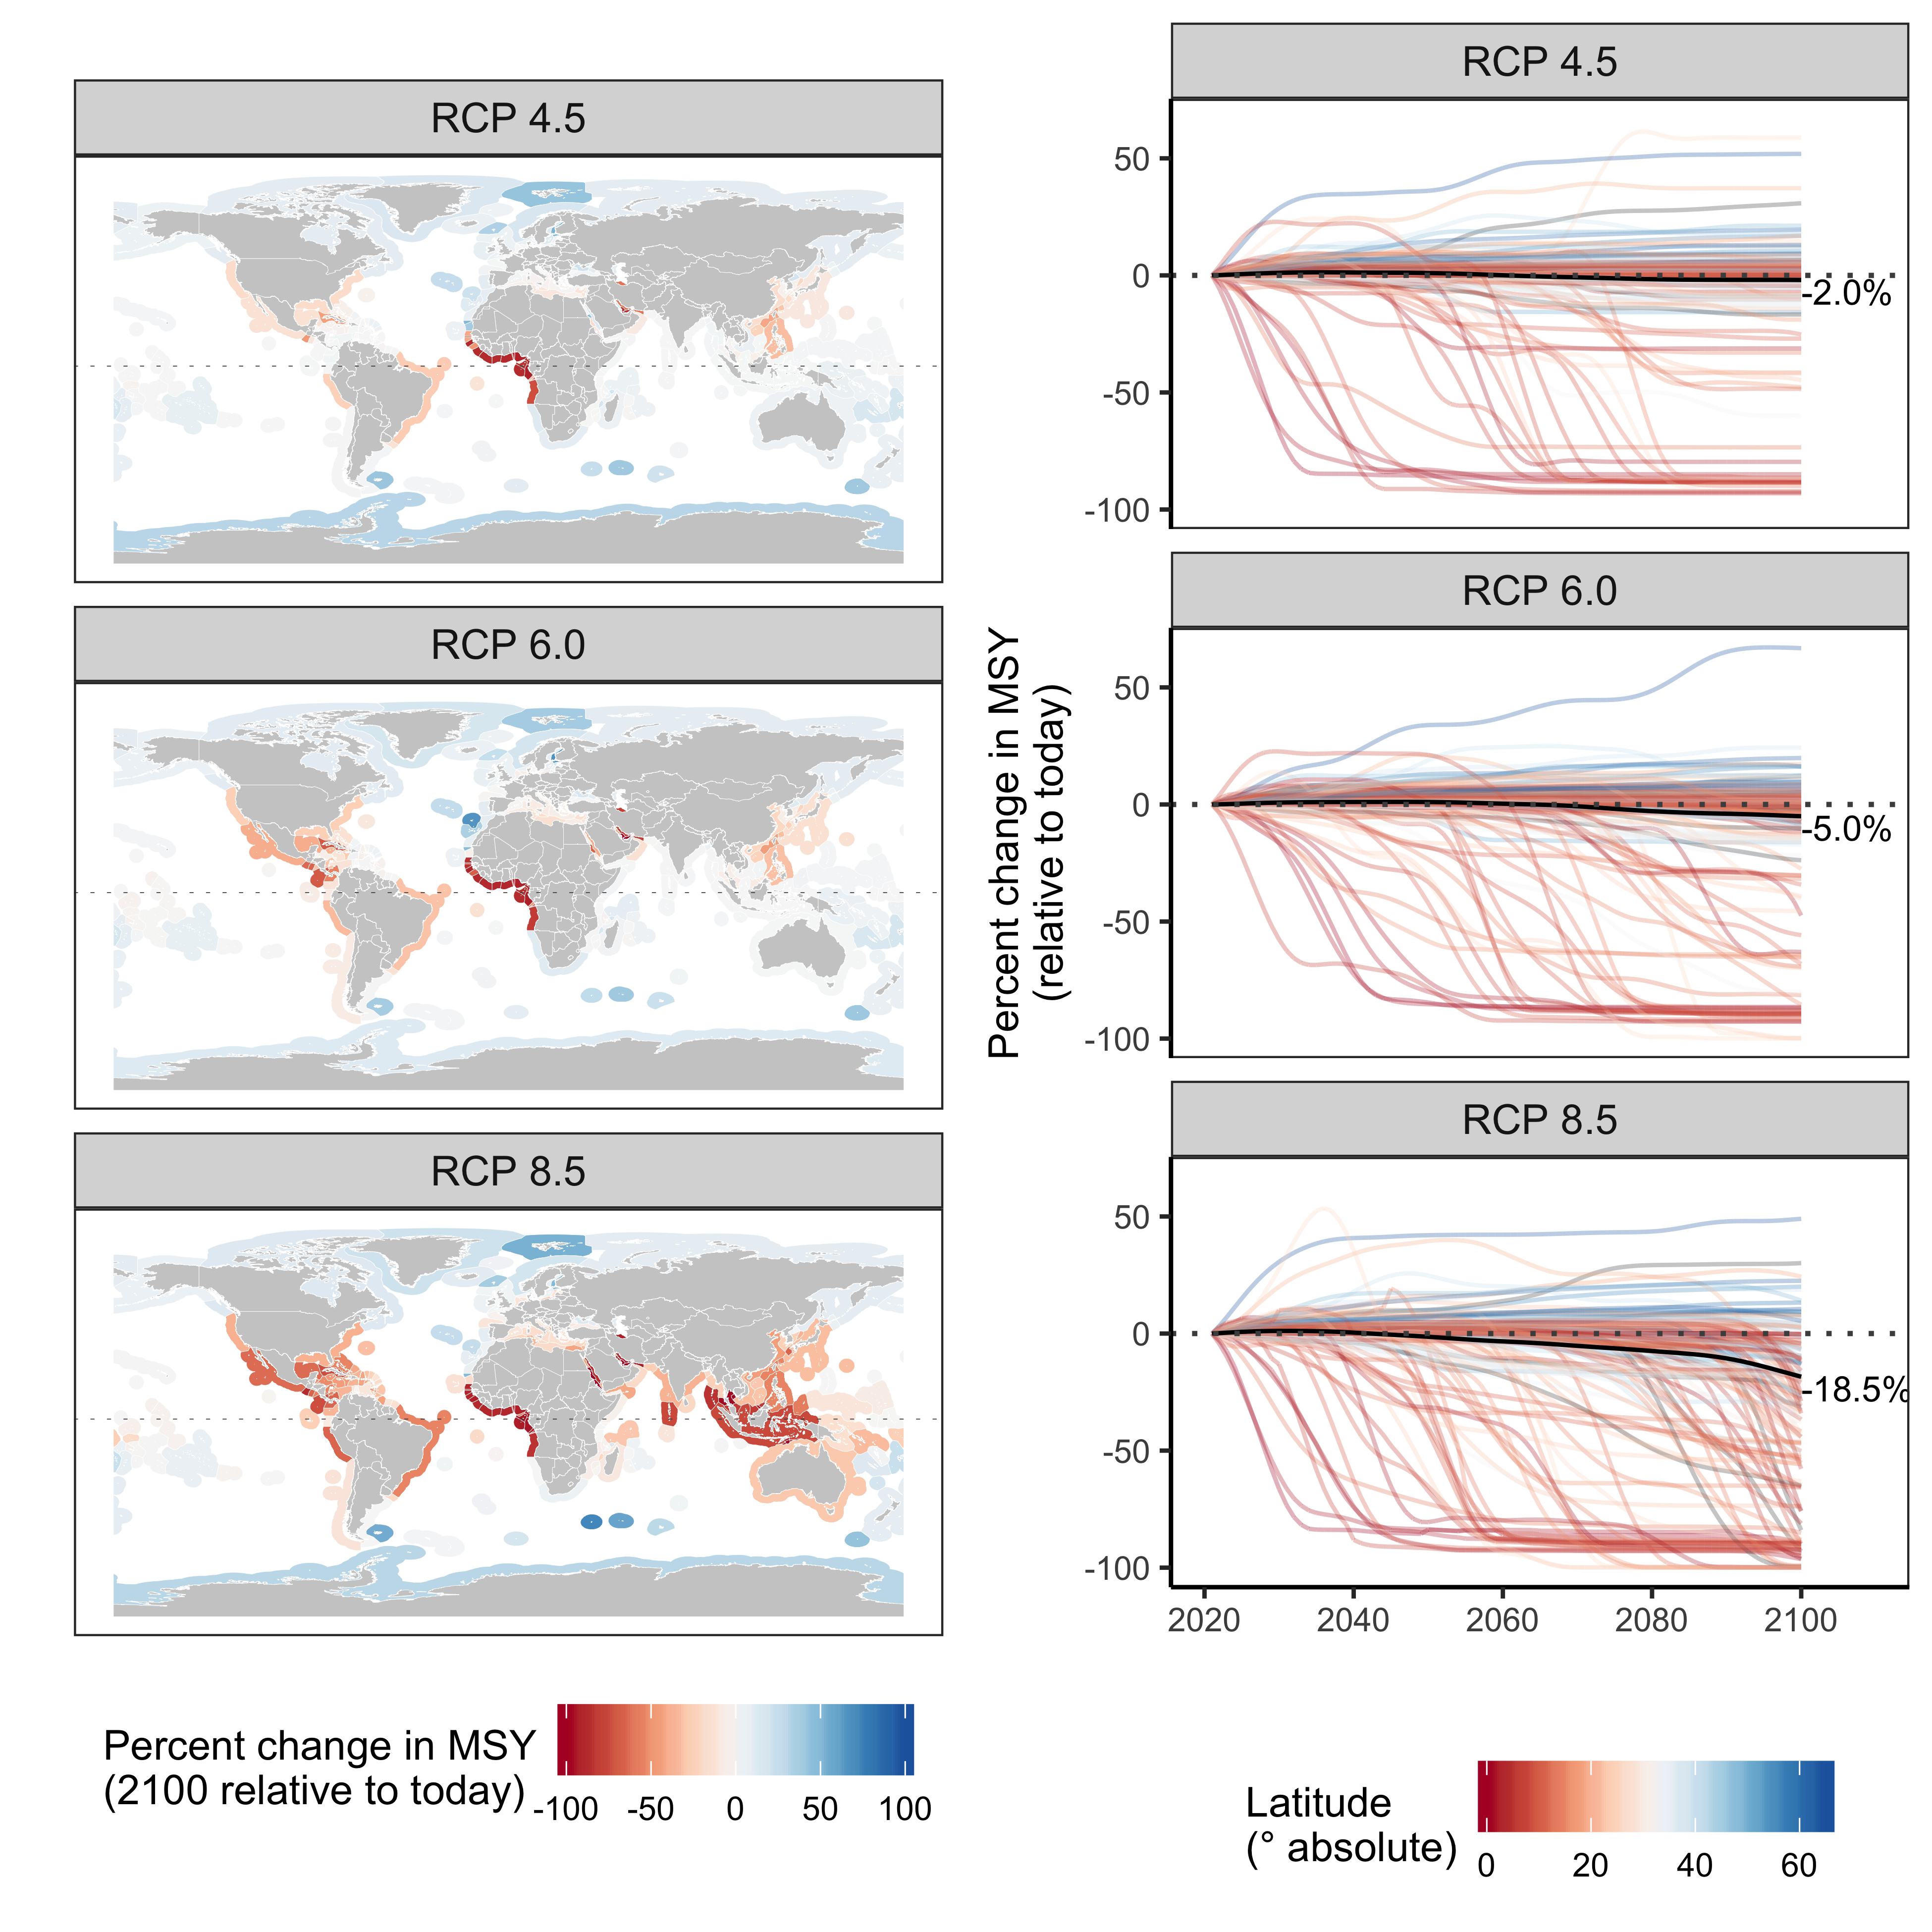 RCP 4.5
RCP 6.0
RCP 8.5
Percent change in MSY
(2100 relative to today)
-100 -50 0 50 100
Percent change in MSY
(relative to today)
RCP 4.5
50
0
-50
-100
-2.0%
RCP 6.0
50
0
-50
-100
-5.0%
RCP 8.5
50
0
-50
-100
-18.5%
2020 2040 2060 2080 2100
Latitude
(° absolute)
0 20 40 60